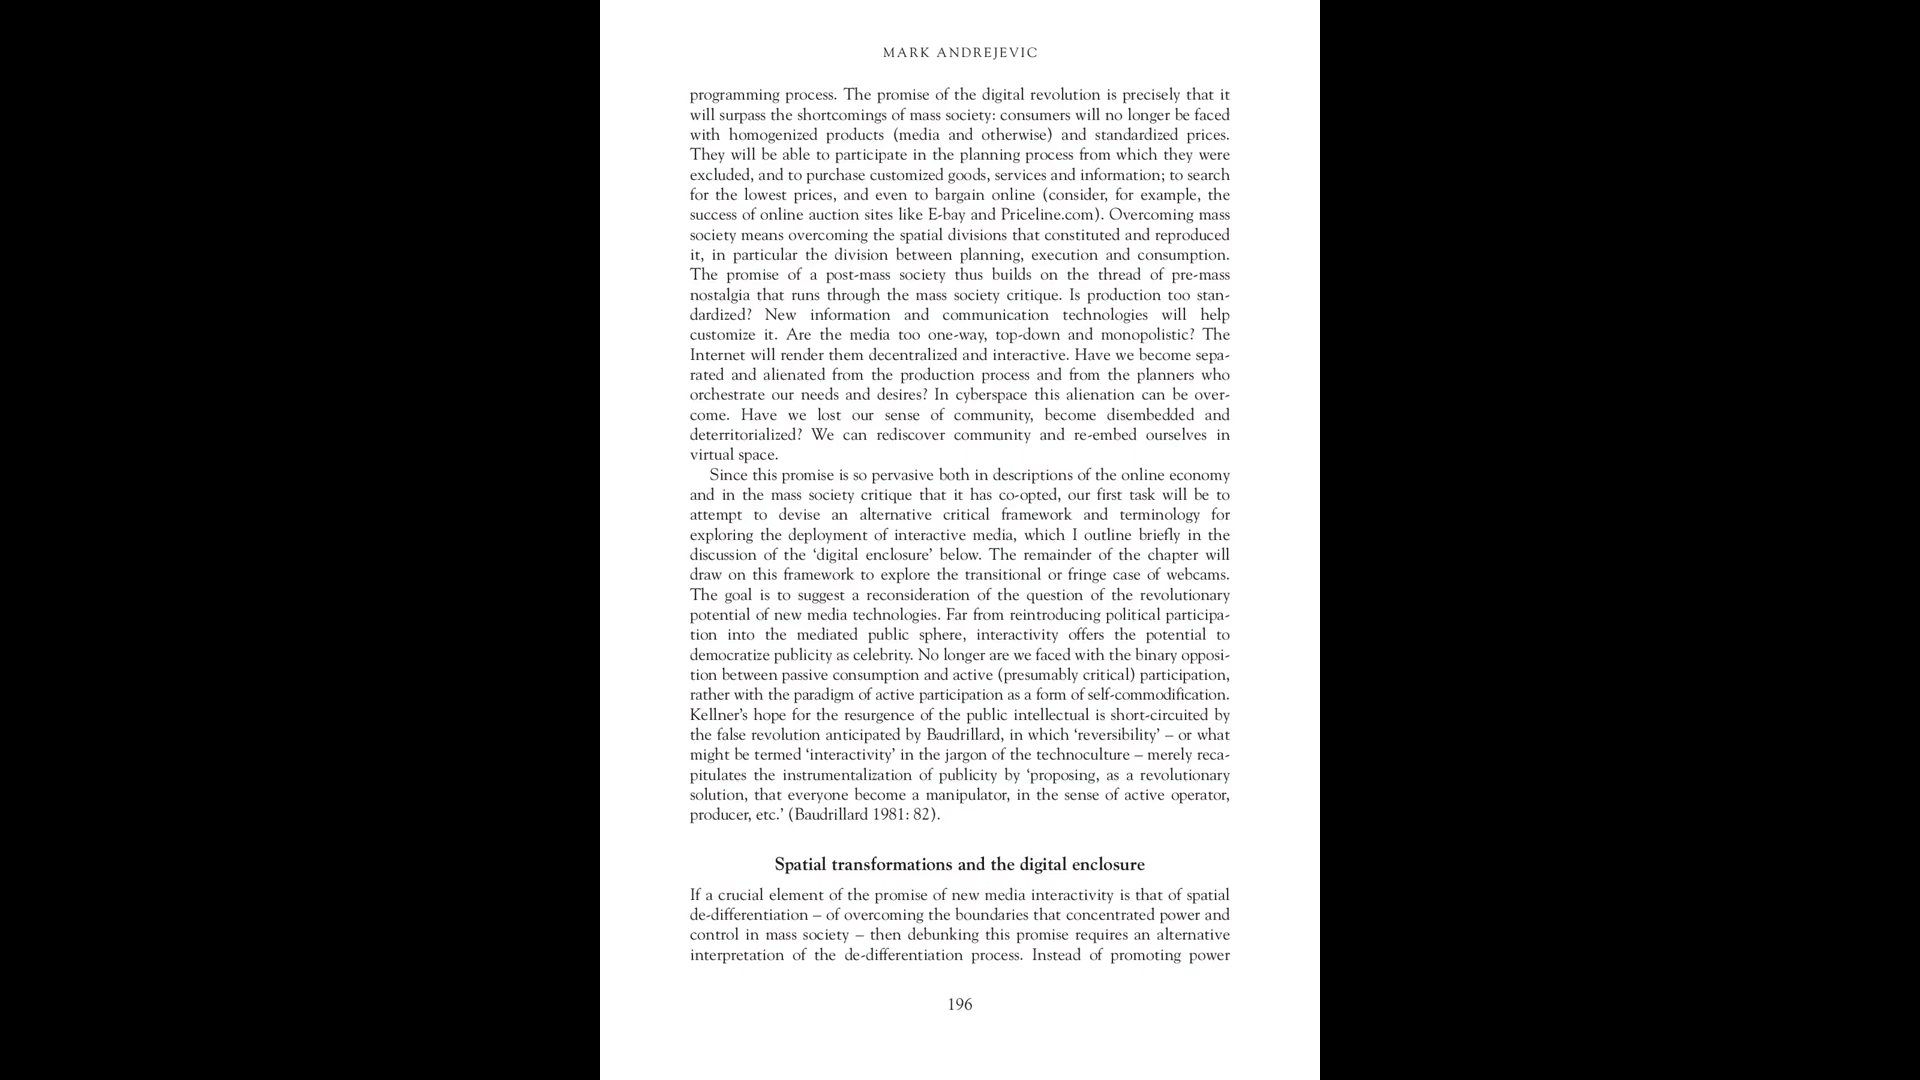 MARK ANDREJEVIC
programming process. The promise of the digital revolution is precisely that it
will surpass the shortcomings of mass society: consumers will no longer be faced
with homogenized products (media and otherwise) and standardized prices.
They will be able to participate in the planning process from which they were
excluded, and to purchase customized goods, services and information; to search
for the lowest prices, and even to bargain online (consider, for example, the
success of online auction sites like E-bay and Priceline.com). Overcoming mass
society means overcoming the spatial divisions that constituted and reproduced
it, in particular the division between planning, execution and consumption.
The promise of a post-mass society thus builds on the thread of pre-mass
nostalgia that runs through the mass society critique. Is production too stan-
dardized? New information and communication technologies will help
customize it. Are the media too one-way, top-down and monopolistic? The
Internet will render them decentralized and interactive. Have we become sepa-
rated and alienated from the production process and from the planners who
orchestrate our needs and desires? In cyberspace this alienation can be over-
come. Have we lost our sense of community, become disembedded and
deterritorialized? We can rediscover community and re-embed ourselves in
virtual space.
Since this promise is so pervasive both in descriptions of the online economy
and in the mass society critique that it has co-opted, our first task will be to
attempt to devise an alternative critical framework and terminology for
exploring the deployment of interactive media, which I outline briefly in the
discussion of the ‘digital enclosure’ below. The remainder of the chapter will
draw on this framework to explore the transitional or fringe case of webcams.
The goal is to suggest a reconsideration of the question of the revolutionary
potential of new media technologies. Far from reintroducing political participa-
tion into the mediated public sphere, interactivity offers the potential to
democratize publicity as celebrity. No longer are we faced with the binary opposi-
tion between passive consumption and active (presumably critical) participation,
rather with the paradigm of active participation as a form of self-commodification.
Kellner’s hope for the resurgence of the public intellectual is short-circuited by
the false revolution anticipated by Baudrillard, in which ‘reversibility’ – or what
might be termed ‘interactivity’ in the jargon of the technoculture – merely reca-
pitulates the instrumentalization of publicity by ‘proposing, as a revolutionary
solution, that everyone become a manipulator, in the sense of active operator,
producer, etc.’ (Baudrillard 1981: 82).
Spatial transformations and the digital enclosure
If a crucial element of the promise of new media interactivity is that of spatial
de-differentiation – of overcoming the boundaries that concentrated power and
control in mass society – then debunking this promise requires an alternative
interpretation of the de-differentiation process. Instead of promoting power
196